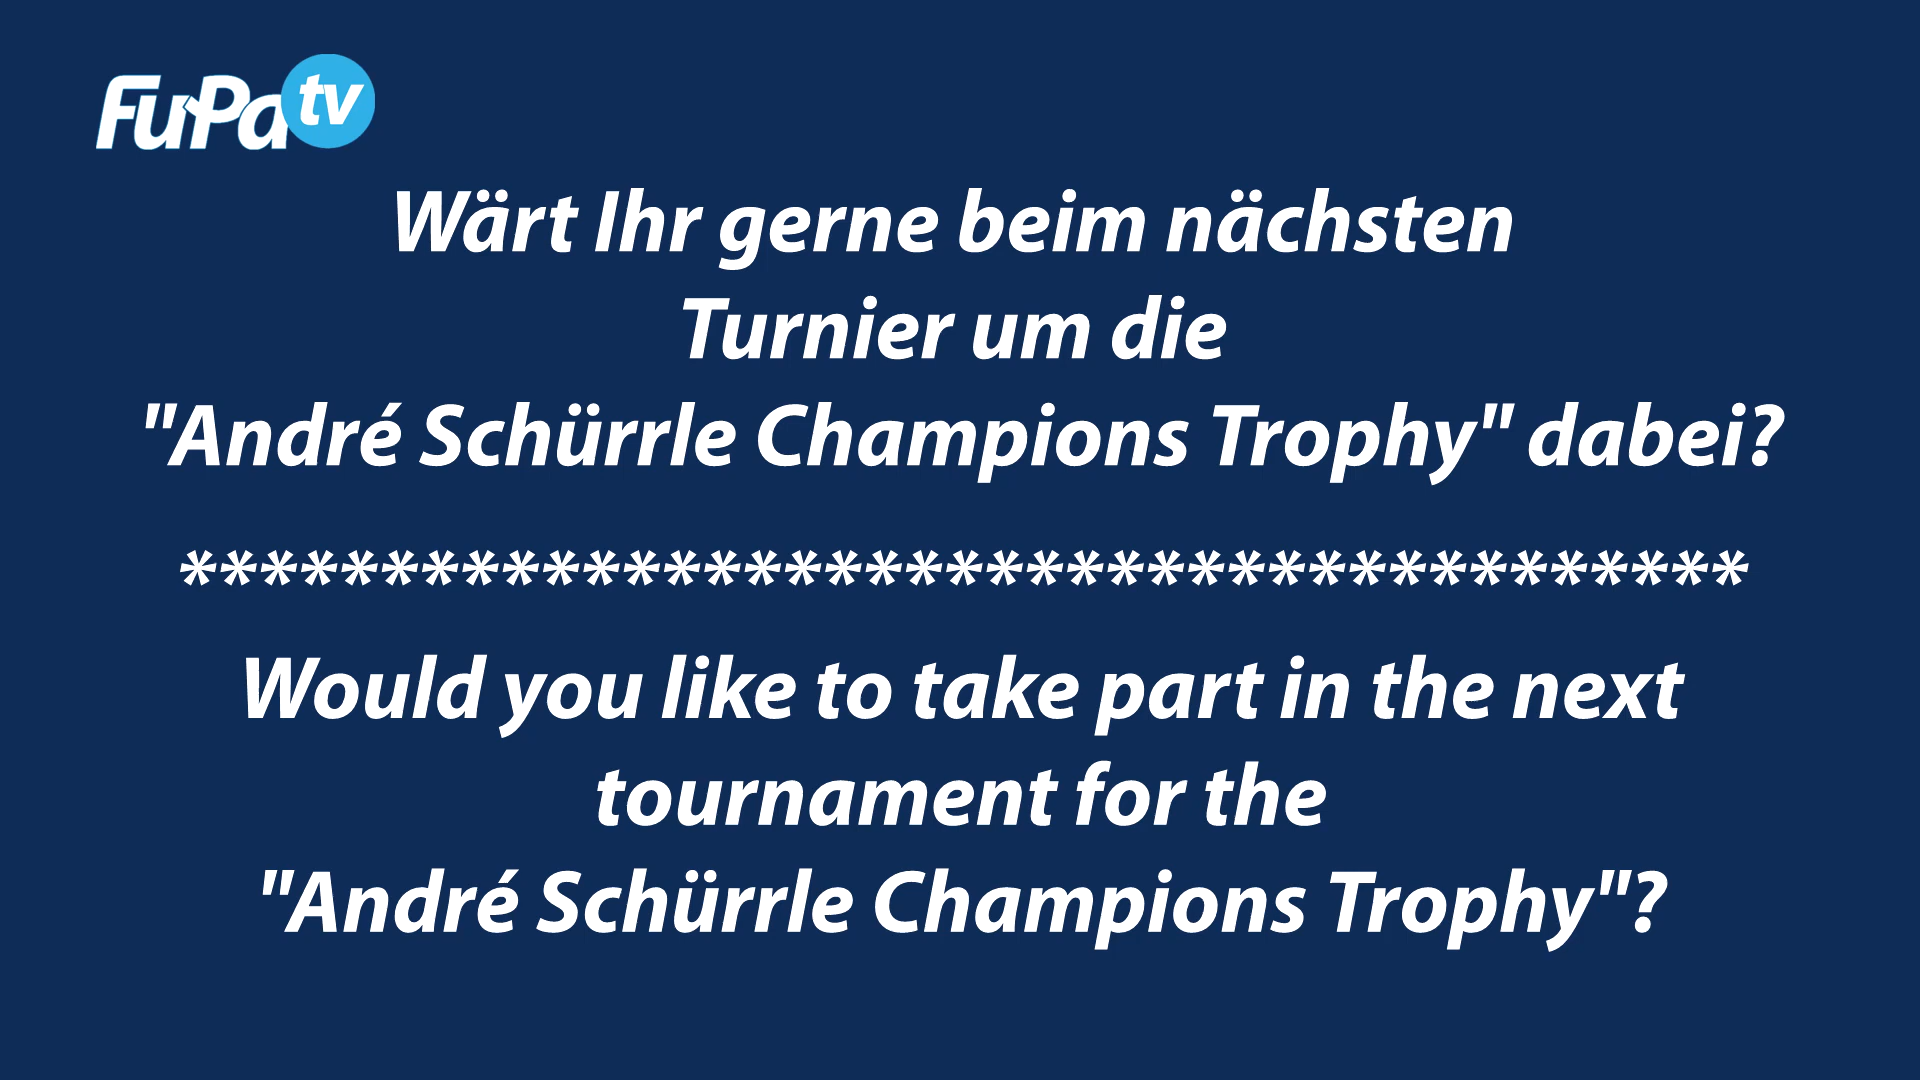 FuPa tv
Wärt Ihr gerne beim nächsten
Turnier um die
"André Schürrle Champions Trophy" dabei?
***************************************
Would you like to take part in the next
tournament for the
"André Schürrle Champions Trophy"?